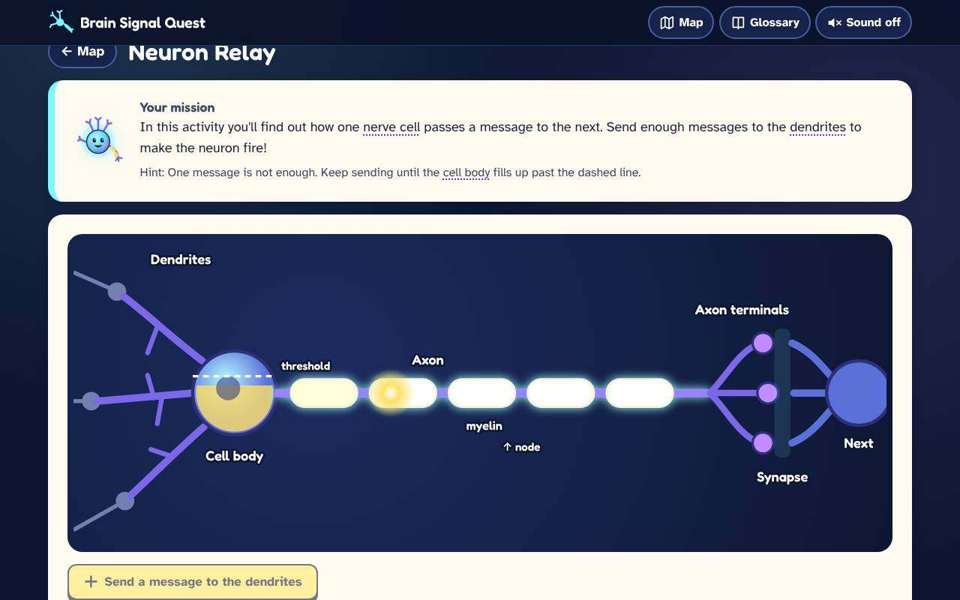 Brain Signal Quest
Map
Glossary
Sound off
← Map
Neuron Relay
Your mission
In this activity you'll find out how one nerve cell passes a message to the next. Send enough messages to the dendrites to
make the neuron fire!
Hint: One message is not enough. Keep sending until the cell body fills up past the dashed line.
Dendrites
Axon terminals
threshold
Axon
myelin
↑ node
Cell body
Next
Synapse
+ Send a message to the dendrites